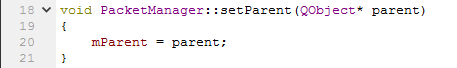 18 void PacketManager::setParent(QObject* parent)
19 {
20     mParent = parent;
21 }